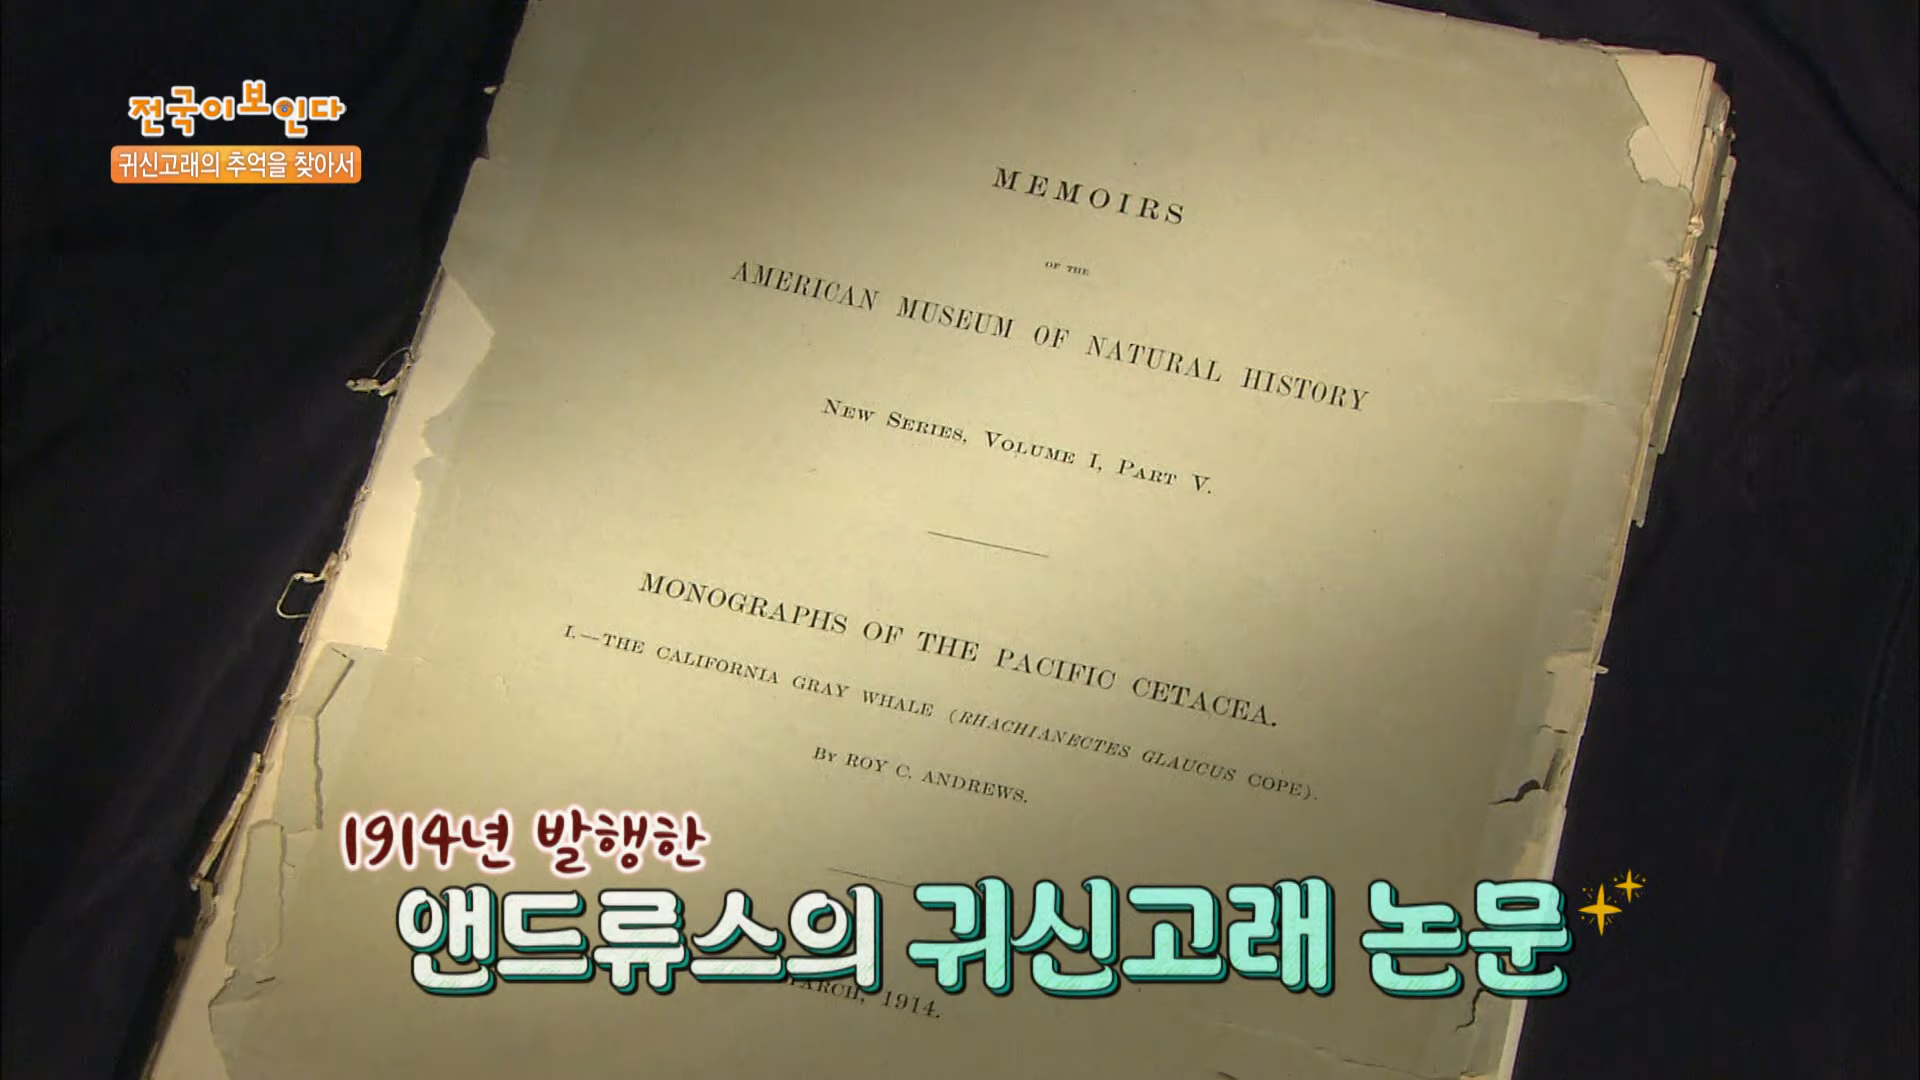 전국이보인다
귀신고래의 추억을 찾아서
MEMOIRS
OF THE
AMERICAN MUSEUM OF NATURAL HISTORY
NEW SERIES, VOLUME I, PART V.
MONOGRAPHS OF THE PACIFIC CETACEA.
I.—THE CALIFORNIA GRAY WHALE (RHACHIANECTES GLAUCUS COPE).
BY ROY C. ANDREWS.
1914년 발행한
앤드류스의 귀신고래 논문
MARCH, 1914.